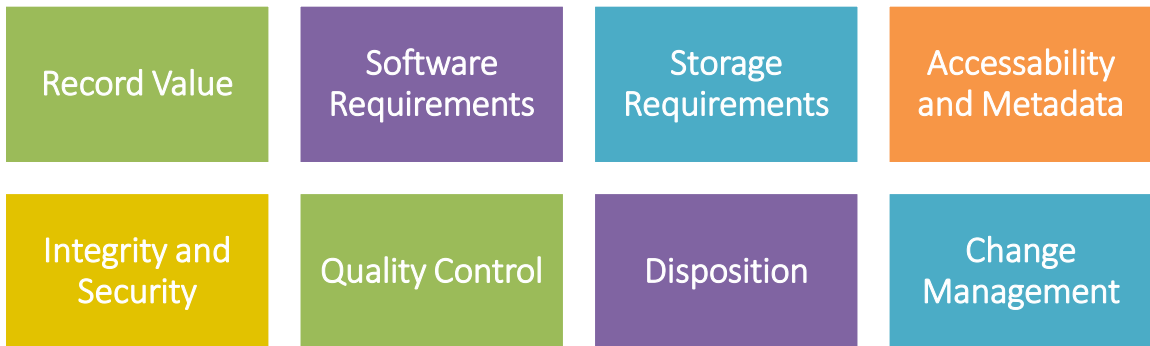 Record Value
Software
Requirements
Storage
Requirements
Accessability
and Metadata
Integrity and
Security
Quality Control
Disposition
Change
Management